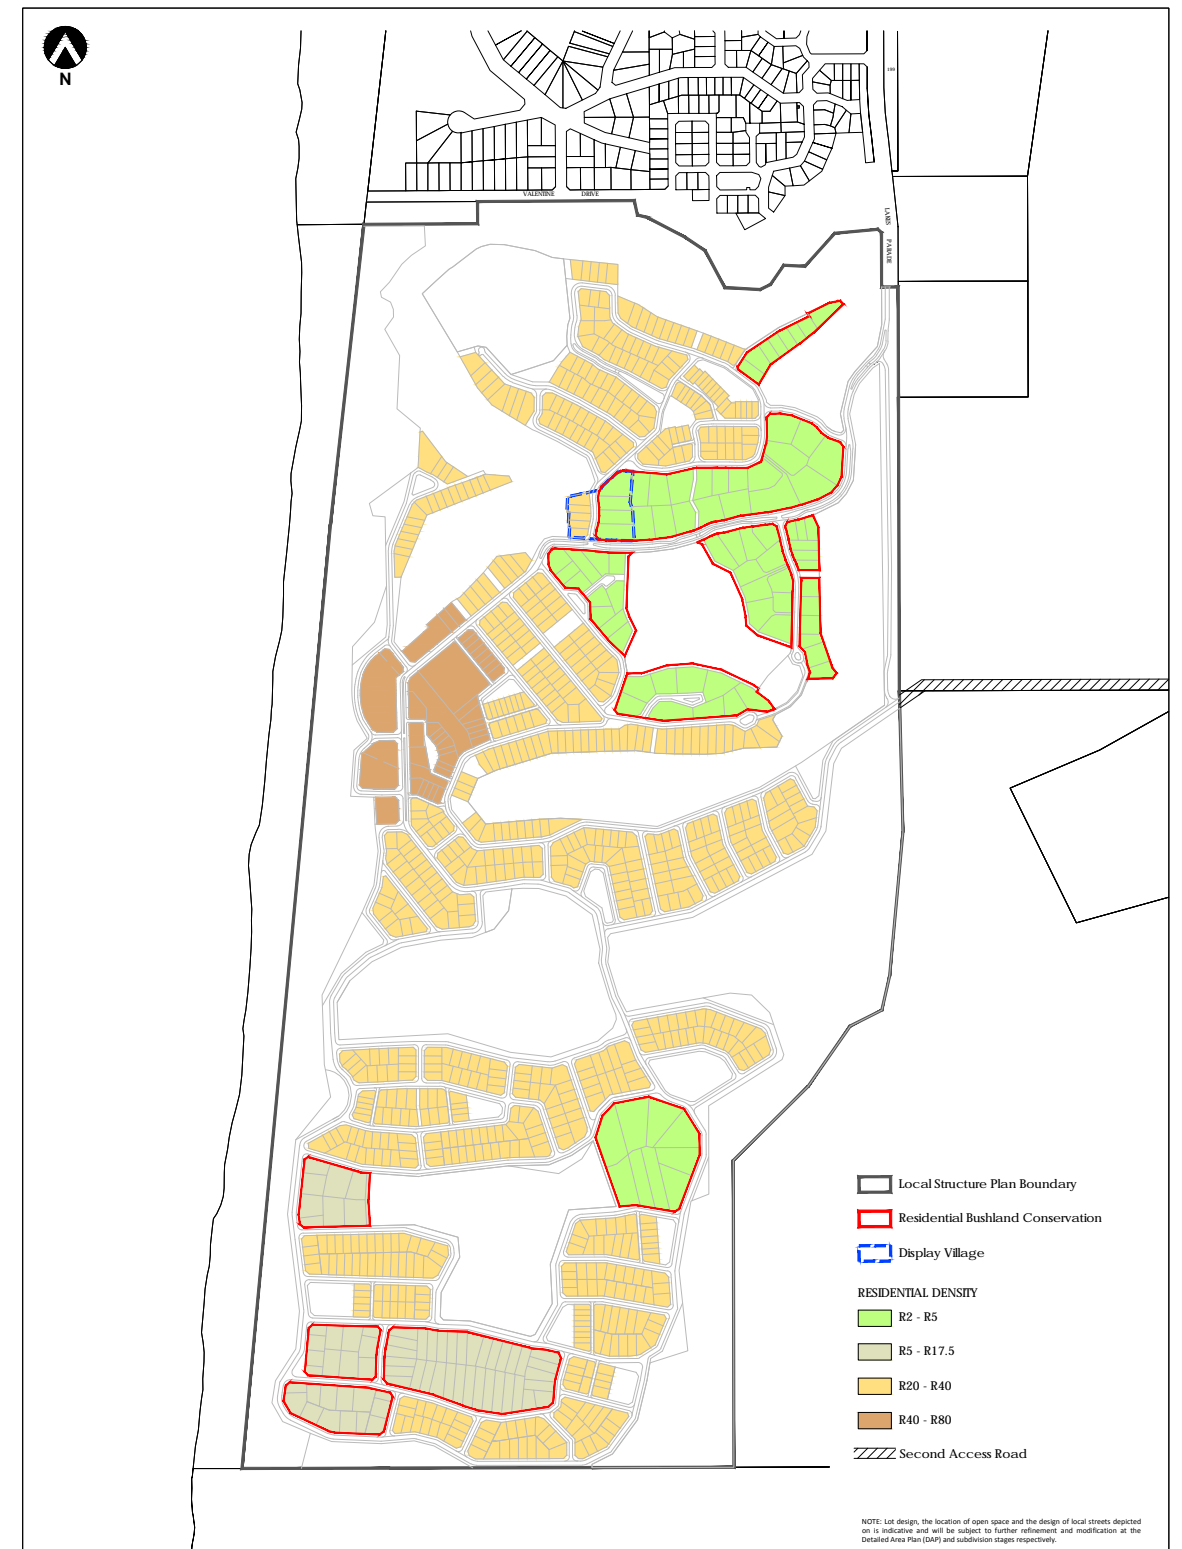 N
199
VALENTINE DRIVE
LAKES PARADE
Local Structure Plan Boundary
Residential Bushland Conservation
Display Village
RESIDENTIAL DENSITY
R2 - R5
R5 - R17.5
R20 - R40
R40 - R80
Second Access Road
NOTE: Lot design, the location of open space and the design of local streets depicted
on is indicative and will be subject to further refinement and modification at the
Detailed Area Plan (DAP) and subdivision stages respectively.